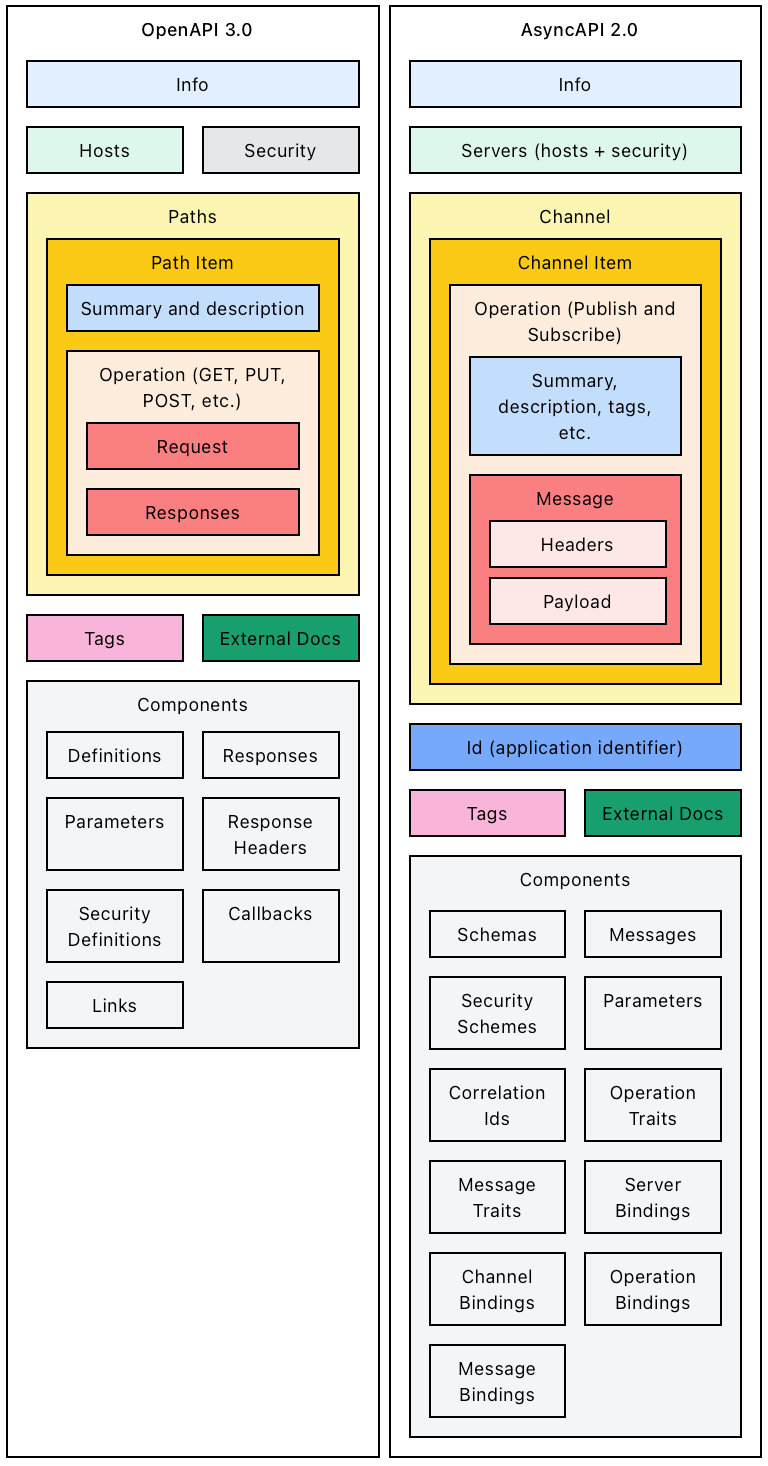 OpenAPI 3.0
Info
Hosts
Security
Paths
Path Item
Summary and description
Operation (GET, PUT,
POST, etc.)
Request
Responses
Tags
External Docs
Components
Definitions
Responses
Parameters
Response
Headers
Security
Definitions
Callbacks
Links
AsyncAPI 2.0
Info
Servers (hosts + security)
Channel
Channel Item
Operation (Publish and
Subscribe)
Summary,
description, tags,
etc.
Message
Headers
Payload
Id (application identifier)
Tags
External Docs
Components
Schemas
Messages
Security
Schemes
Parameters
Correlation
Ids
Operation
Traits
Message
Traits
Server
Bindings
Channel
Bindings
Operation
Bindings
Message
Bindings